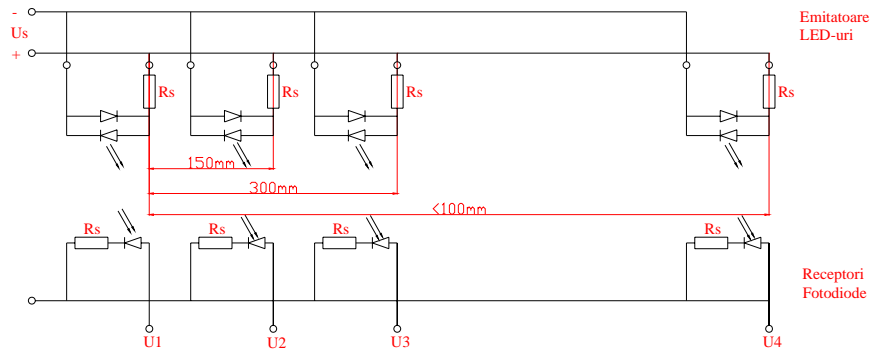 -
Us
+
Emitatoare
LED-uri
Rs
Rs
Rs
Rs
150mm
300mm
<100mm
Rs
Rs
Rs
Rs
Receptori
Fotodiode
U1
U2
U3
U4